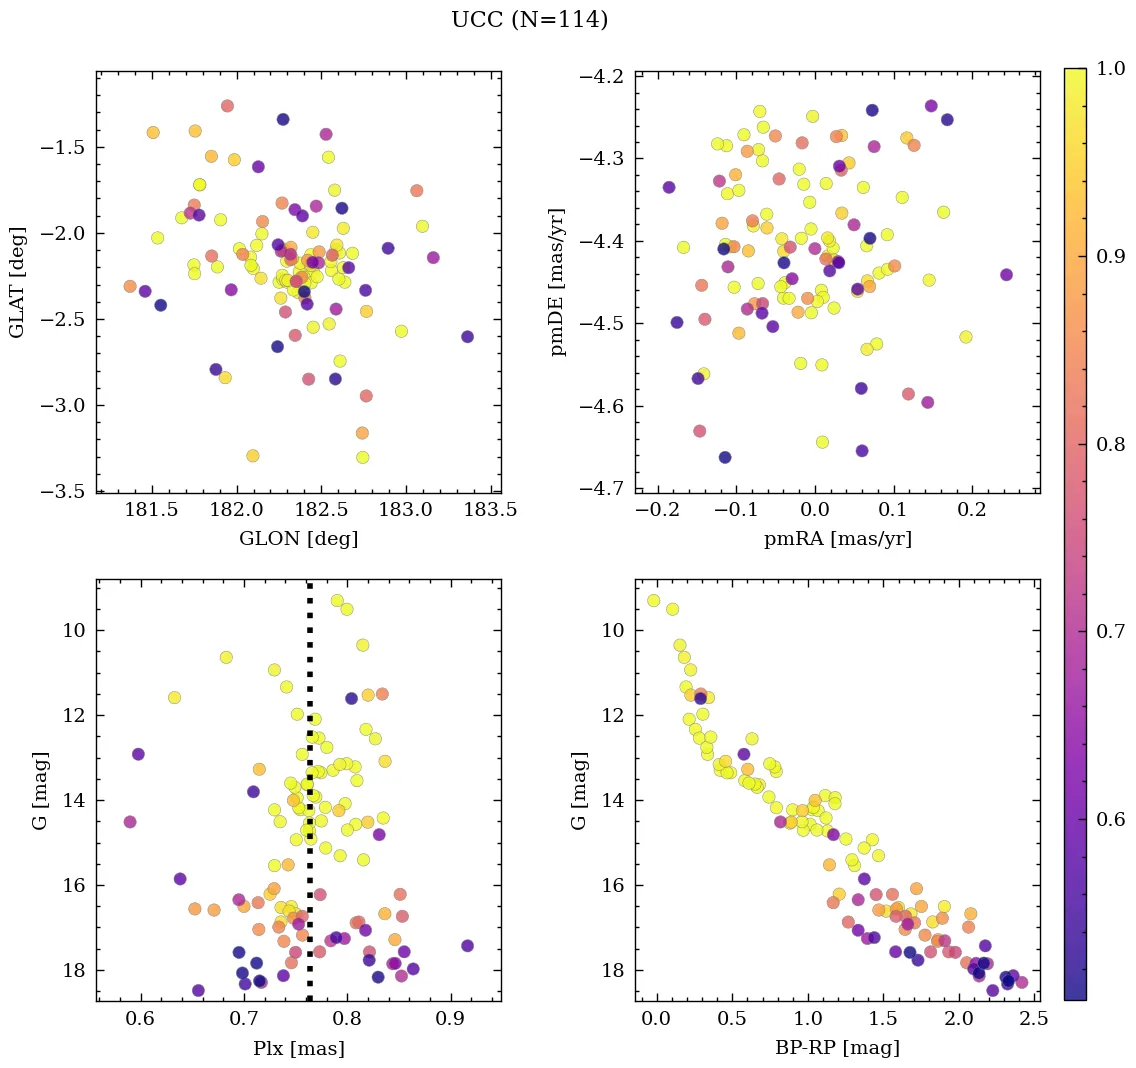 UCC (N=114)
−1.5
−2.0
−2.5
−3.0
−3.5
GLAT [deg]
181.5 182.0 182.5 183.0 183.5
GLON [deg]
−4.2
−4.3
−4.4
−4.5
−4.6
−4.7
pmDE [mas/yr]
−0.2 −0.1 0.0 0.1 0.2
pmRA [mas/yr]
10
12
14
16
18
G [mag]
0.6 0.7 0.8 0.9
Plx [mas]
10
12
14
16
18
G [mag]
0.0 0.5 1.0 1.5 2.0 2.5
BP-RP [mag]
1.0
0.9
0.8
0.7
0.6